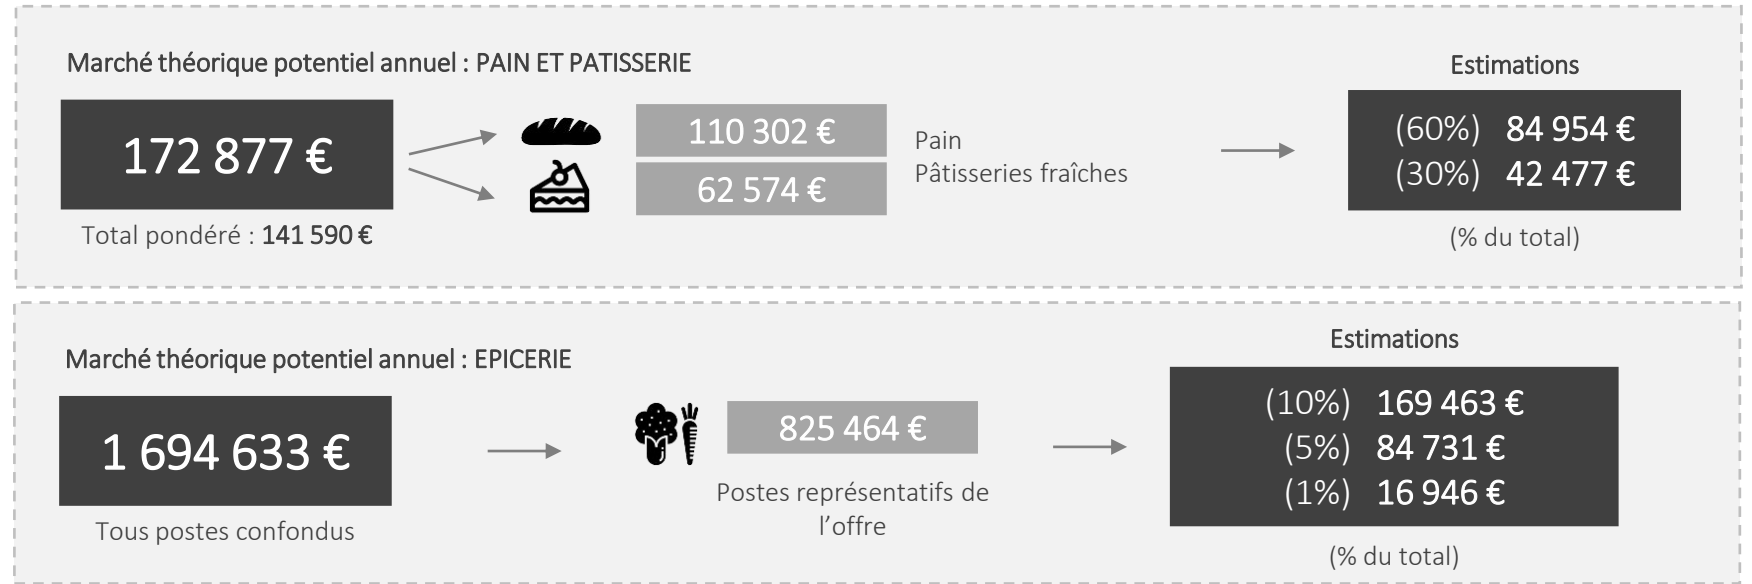 Marché théorique potentiel annuel : PAIN ET PATISSERIE
172 877 €
Total pondéré : 141 590 €
110 302 €
62 574 €
Pain
Pâtisseries fraîches
Estimations
(60%) 84 954 €
(30%) 42 477 €
(% du total)
Marché théorique potentiel annuel : EPICERIE
1 694 633 €
Tous postes confondus
825 464 €
Postes représentatifs de
l’offre
Estimations
(10%) 169 463 €
(5%) 84 731 €
(1%) 16 946 €
(% du total)